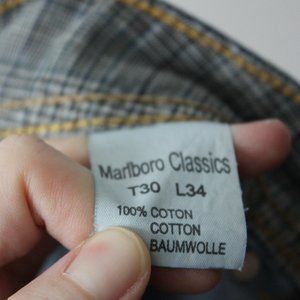 Marlboro Classics
T30 L34
100% COTON
COTTON
BAUMWOLLE